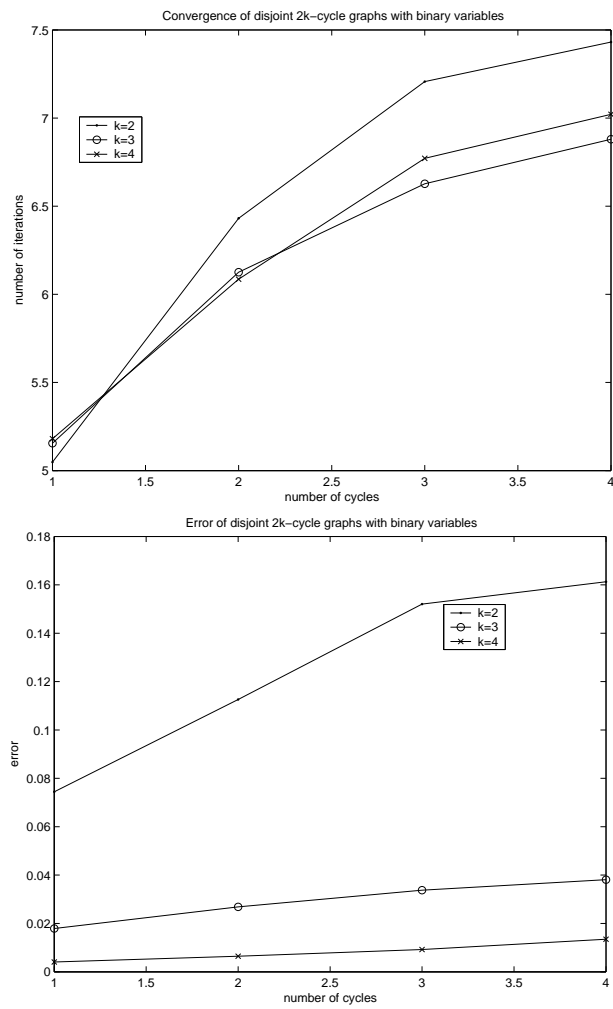 Convergence of disjoint 2k−cycle graphs with binary variables
7.5
7
6.5
6
5.5
5
number of iterations
k=2
k=3
k=4
1 1.5 2 2.5 3 3.5 4
number of cycles
Error of disjoint 2k−cycle graphs with binary variables
0.18
0.16
0.14
0.12
0.1
0.08
0.06
0.04
0.02
0
error
k=2
k=3
k=4
1 1.5 2 2.5 3 3.5 4
number of cycles